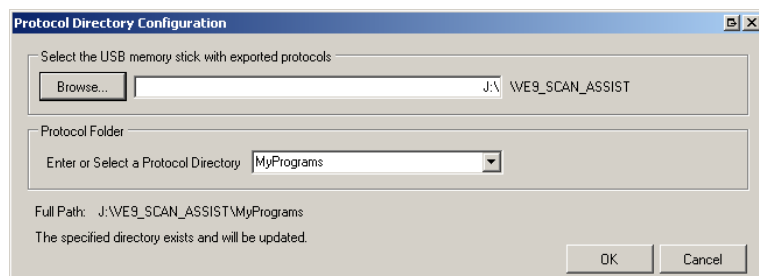 Protocol Directory Configuration
Select the USB memory stick with exported protocols
Browse... J:\ \VE9_SCAN_ASSIST
Protocol Folder
Enter or Select a Protocol Directory MyPrograms
Full Path: J:\VE9_SCAN_ASSIST\MyPrograms
The specified directory exists and will be updated.
OK Cancel